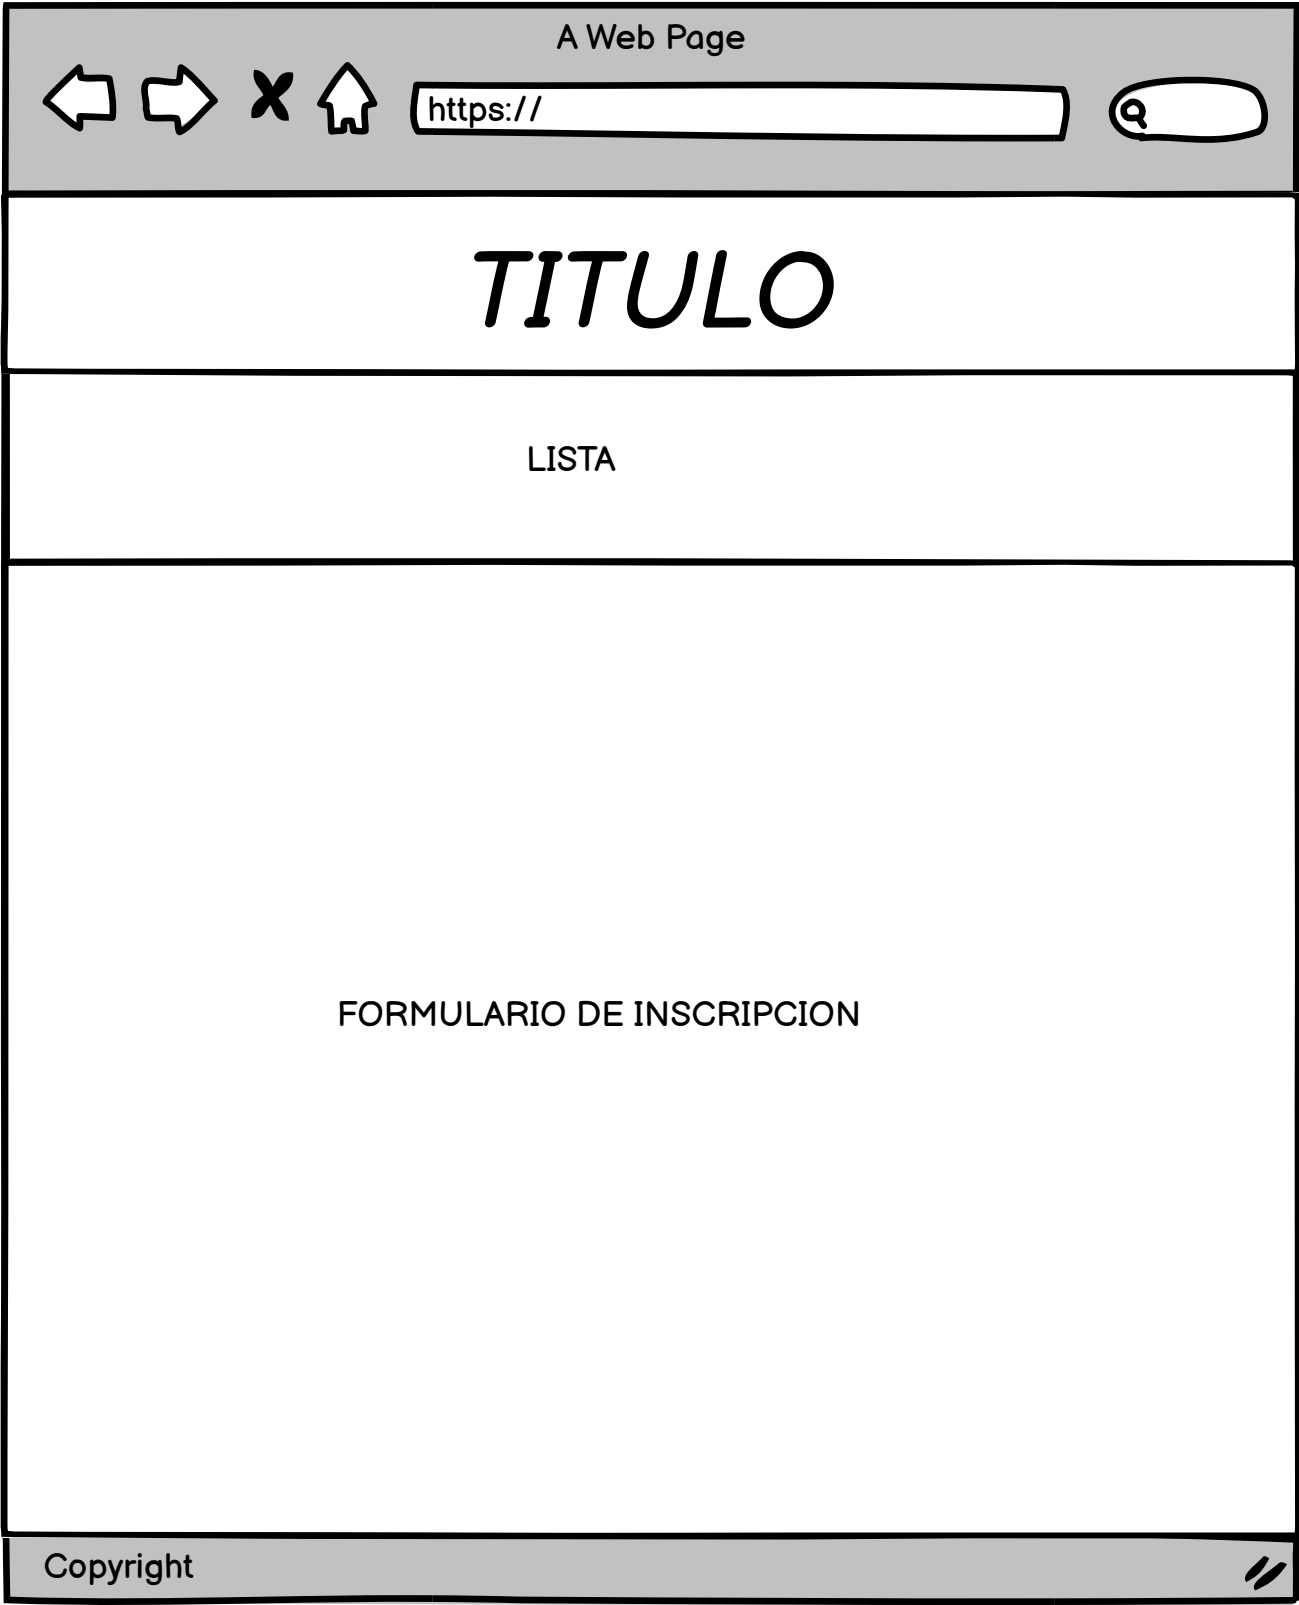 A Web Page
https://
TITULO
LISTA
FORMULARIO DE INSCRIPCION
Copyright